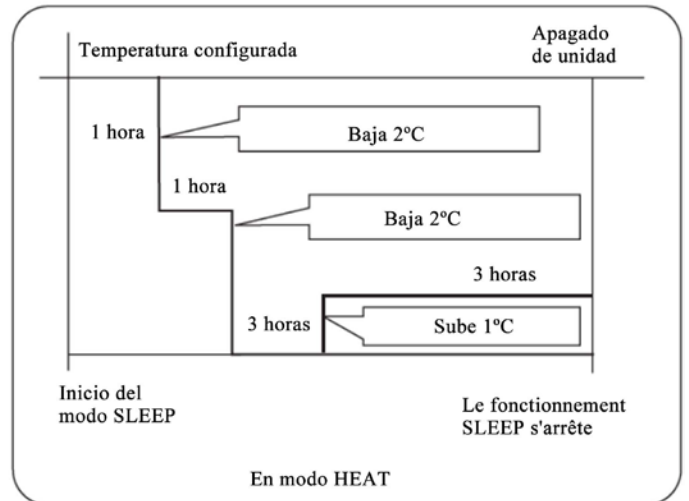 Temperatura configurada
Apagado
de unidad
1 hora
Baja 2ºC
1 hora
Baja 2ºC
3 horas
3 horas
Sube 1ºC
Inicio del
modo SLEEP
Le fonctionnement
SLEEP s'arrête
En modo HEAT